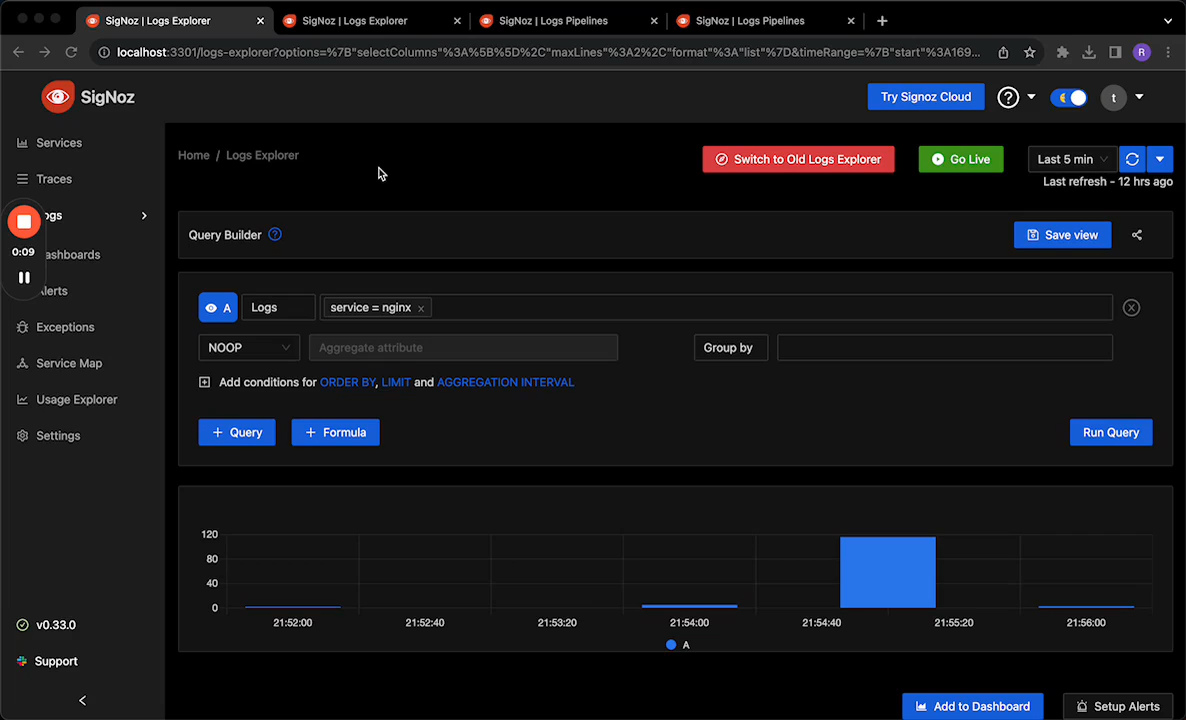 SigNoz | Logs Explorer
SigNoz | Logs Explorer
SigNoz | Logs Pipelines
SigNoz | Logs Pipelines
localhost:3301/logs-explorer?options=%7B"selectColumns"%3A%5B%5D%2C"maxLines"%3A2%2C"format"%3A"list"%7D&timeRange=%7B"start"%3A169...
R
SigNoz
Try Signoz Cloud
t
Services
Home / Logs Explorer
Switch to Old Logs Explorer
Go Live
Last 5 min
Last refresh - 12 hrs ago
Traces
ogs
0:09
ashboards
lerts
Exceptions
Service Map
Usage Explorer
Settings
Query Builder
Save view
A
Logs
service = nginx x
NOOP
Aggregate attribute
Group by
Add conditions for ORDER BY, LIMIT and AGGREGATION INTERVAL
+ Query
+ Formula
Run Query
120
80
40
0
21:52:00
21:52:40
21:53:20
21:54:00
21:54:40
21:55:20
21:56:00
A
v0.33.0
Support
Add to Dashboard
Setup Alerts